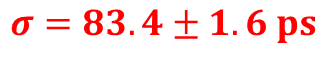 σ = 83.4 ± 1.6 ps